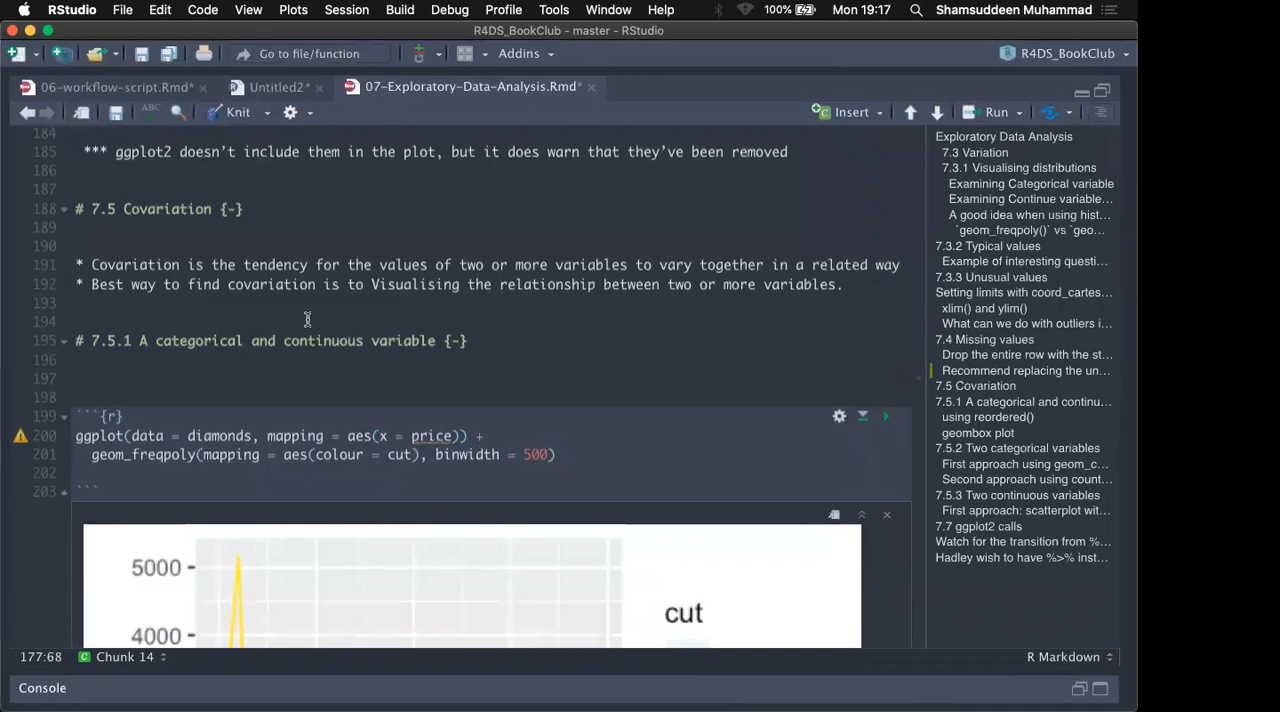 RStudio File Edit Code View Plots Session Build Debug Profile Tools Window Help 100% Mon 19:17 Shamsuddeen Muhammad
R4DS_BookClub - master - RStudio
Go to file/function Addins R4DS_BookClub
06-workflow-script.Rmd* Untitled2* 07-Exploratory-Data-Analysis.Rmd*
ABC Knit Insert Run
184
185 *** ggplot2 doesn't include them in the plot, but it does warn that they've been removed
186
187
188 # 7.5 Covariation {-}
189
190
191 * Covariation is the tendency for the values of two or more variables to vary together in a related way
192 * Best way to find covariation is to Visualising the relationship between two or more variables.
193
194
195 # 7.5.1 A categorical and continuous variable {-}
196
197
198
199 ```{r}
200 ggplot(data = diamonds, mapping = aes(x = price)) +
201 geom_freqpoly(mapping = aes(colour = cut), binwidth = 500)
202
203 ```
5000
4000
cut
Exploratory Data Analysis
7.3 Variation
7.3.1 Visualising distributions
Examining Categorical variable
Examining Continue variable...
A good idea when using hist...
`geom_freqpoly()` vs `geo...
7.3.2 Typical values
Example of interesting questi...
7.3.3 Unusual values
Setting limits with coord_cartes...
xlim() and ylim()
What can we do with outliers i...
7.4 Missing values
Drop the entire row with the st...
Recommend replacing the un...
7.5 Covariation
7.5.1 A categorical and continu...
using reordered()
geombox plot
7.5.2 Two categorical variables
First approach using geom_c...
Second approach using count...
7.5.3 Two continuous variables
First approach: scatterplot wit...
7.7 ggplot2 calls
Watch for the transition from %...
Hadley wish to have %>% inst...
177:68 Chunk 14 R Markdown
Console